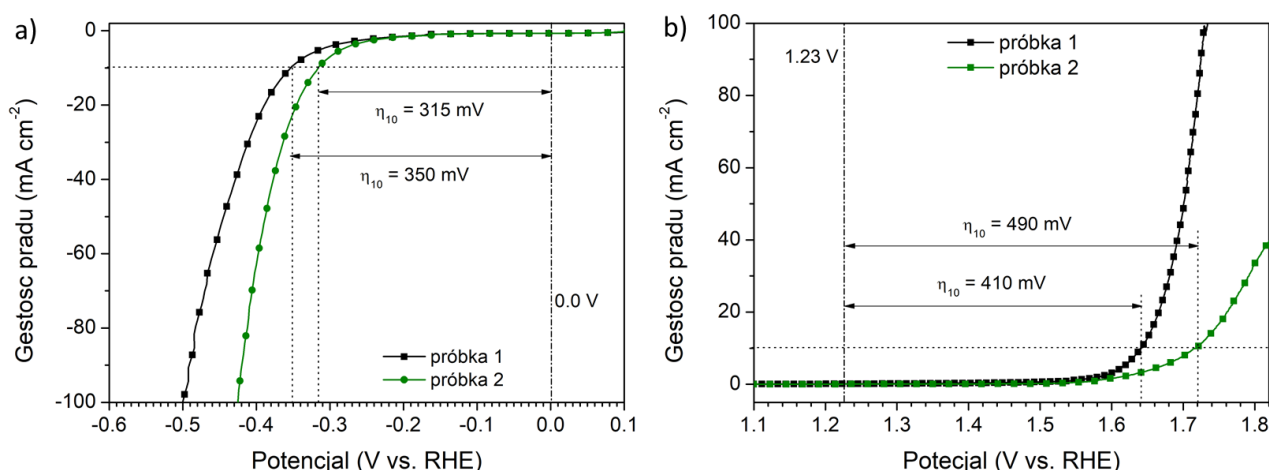 a)
0
-20
-40
-60
-80
-100
Gestosc pradu (mA cm⁻²)
η₁₀ = 315 mV
η₁₀ = 350 mV
0.0 V
próbka 1
próbka 2
-0.6 -0.5 -0.4 -0.3 -0.2 -0.1 0.0 0.1
Potencjal (V vs. RHE)
b)
100
80
60
40
20
0
Gestosc pradu (mA cm⁻²)
1.23 V
próbka 1
próbka 2
η₁₀ = 490 mV
η₁₀ = 410 mV
1.1 1.2 1.3 1.4 1.5 1.6 1.7 1.8
Potecjal (V vs. RHE)